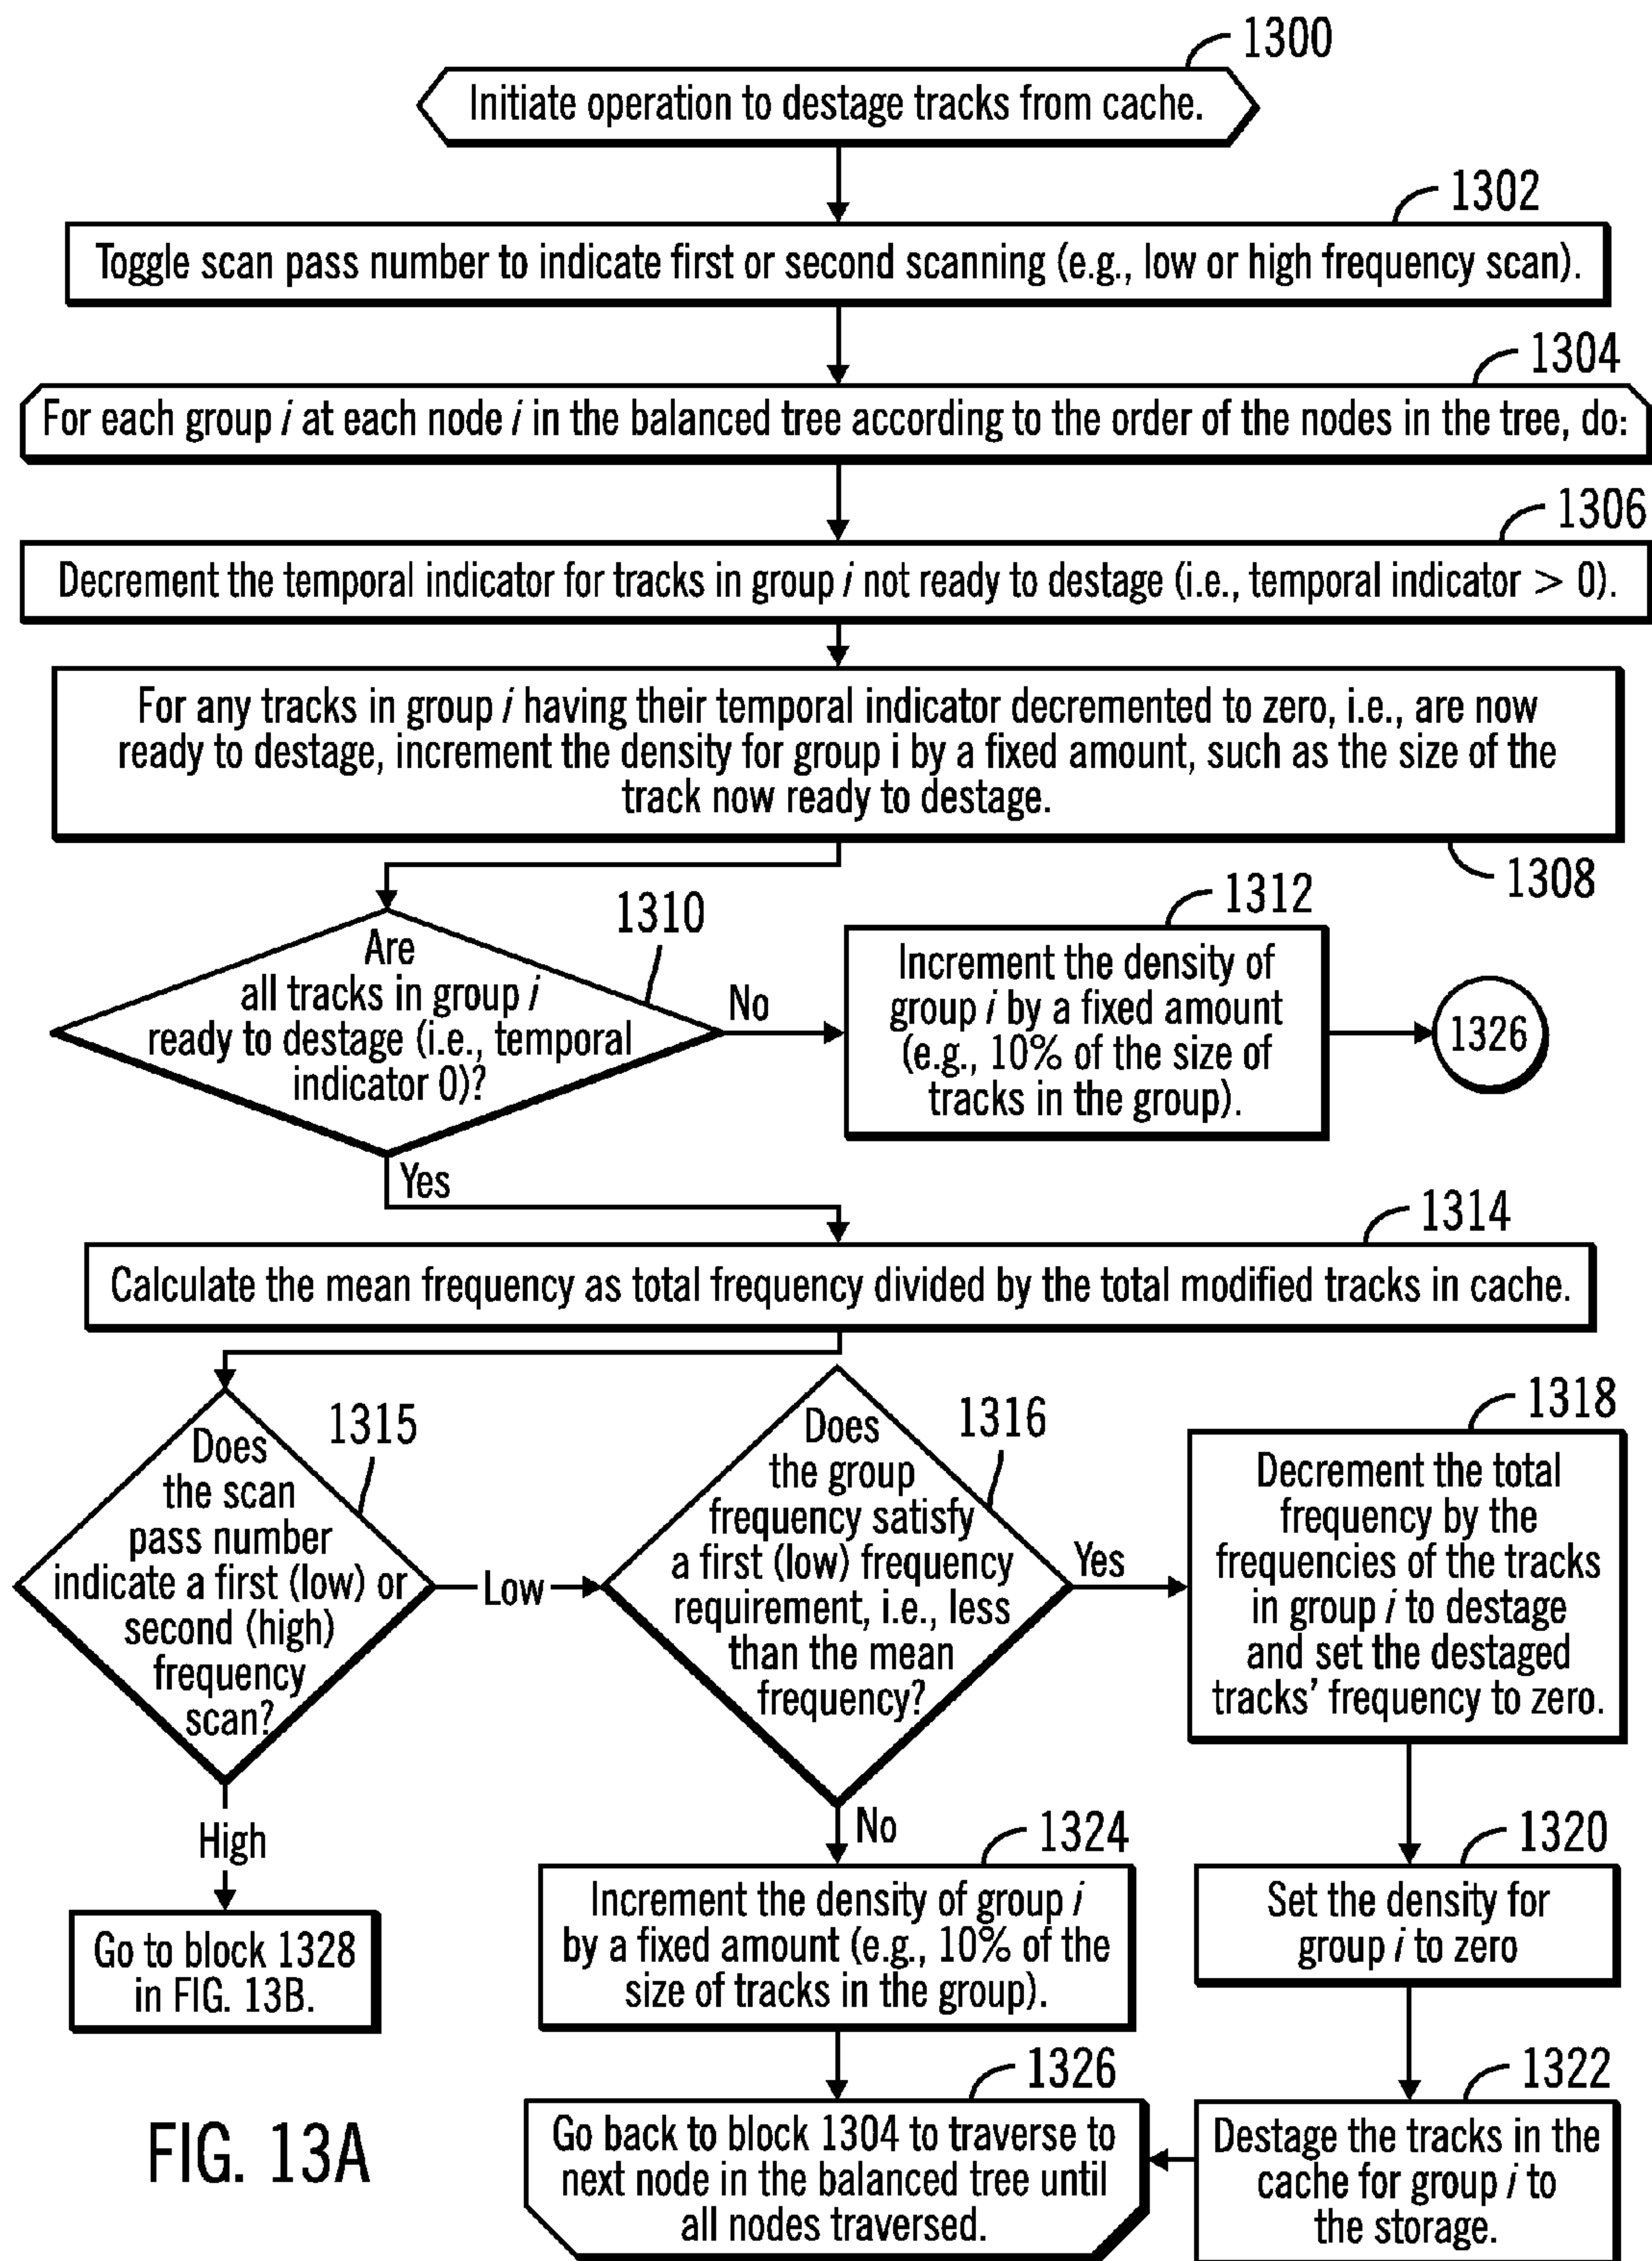 1300
Initiate operation to destage tracks from cache.
1302
Toggle scan pass number to indicate first or second scanning (e.g., low or high frequency scan).
1304
For each group i at each node i in the balanced tree according to the order of the nodes in the tree, do:
1306
Decrement the temporal indicator for tracks in group i not ready to destage (i.e., temporal indicator > 0).
For any tracks in group i having their temporal indicator decremented to zero, i.e., are now
ready to destage, increment the density for group i by a fixed amount, such as the size of the
track now ready to destage.
1308
1310
Are
all tracks in group i
ready to destage (i.e., temporal
indicator 0)?
No
1312
Increment the density of
group i by a fixed amount
(e.g., 10% of the size of
tracks in the group).
1326
Yes
1314
Calculate the mean frequency as total frequency divided by the total modified tracks in cache.
1315
Does
the scan
pass number
indicate a first (low) or
second (high)
frequency
scan?
Low
High
Go to block 1328
in FIG. 13B.
1316
Does
the group
frequency satisfy
a first (low) frequency
requirement, i.e., less
than the mean
frequency?
Yes
No
1318
Decrement the total
frequency by the
frequencies of the tracks
in group i to destage
and set the destaged
tracks' frequency to zero.
1324
Increment the density of group i
by a fixed amount (e.g., 10% of the
size of tracks in the group).
1320
Set the density for
group i to zero
1326
Go back to block 1304 to traverse to
next node in the balanced tree until
all nodes traversed.
1322
Destage the tracks in the
cache for group i to
the storage.
FIG. 13A